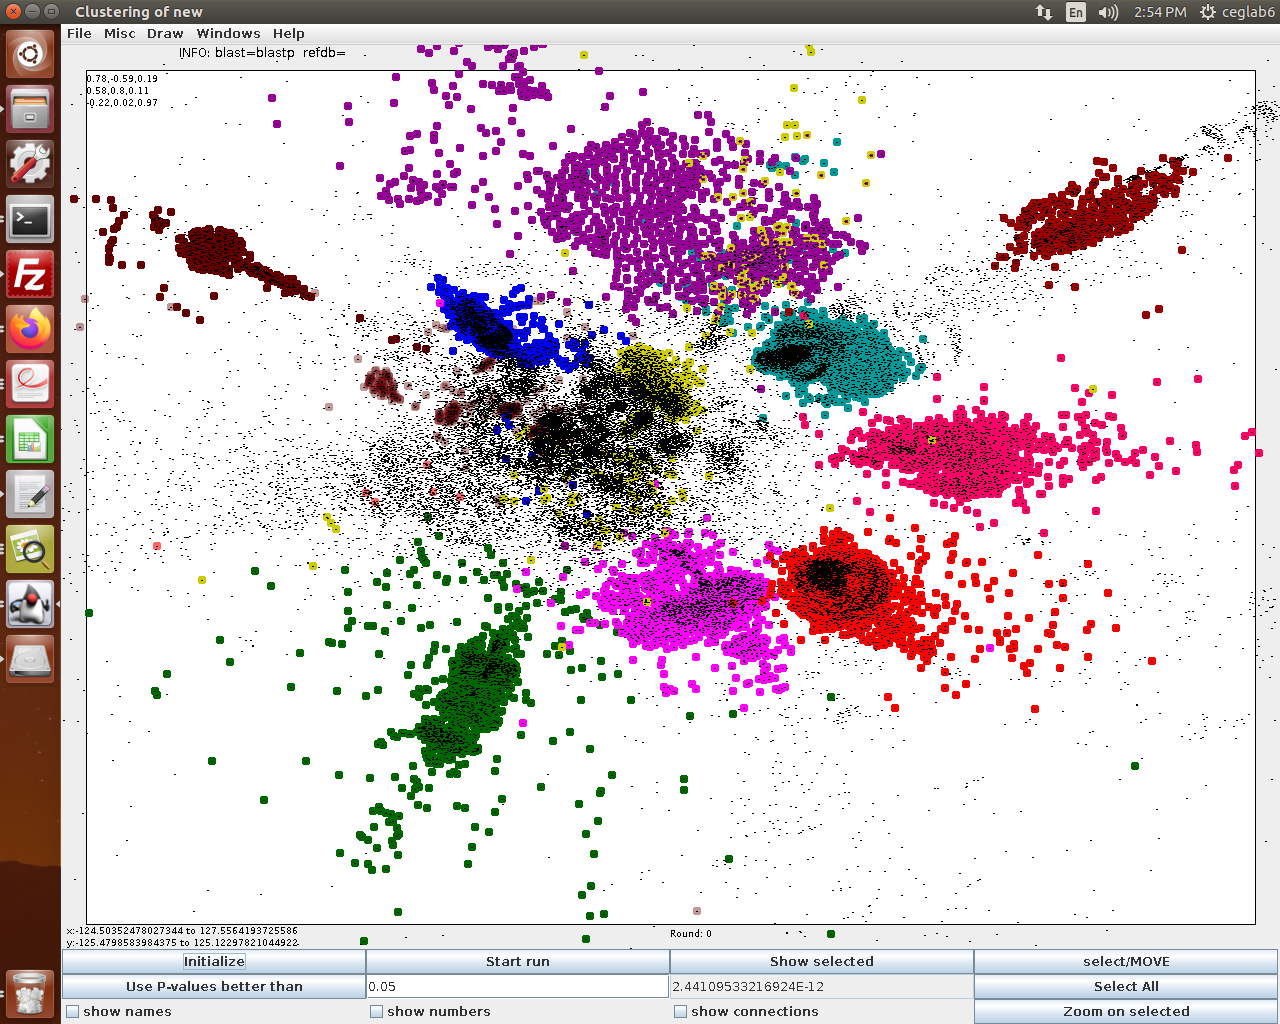 Clustering of new
En
2:54 PM
ceglab6
File Misc Draw Windows Help
INFO: blast=blastp refdb=
0.78,-0.59,0.19
0.58,0.8,0.11
-0.22,0.02,0.97
x:-124.50352478027344 to 127.5564193725586
y:-125.4798583984375 to 125.12297821044922
Round: 0
Initialize
Start run
Show selected
select/MOVE
Use P-values better than
0.05
2.44109533216924E-12
Select All
show names
show numbers
show connections
Zoom on selected